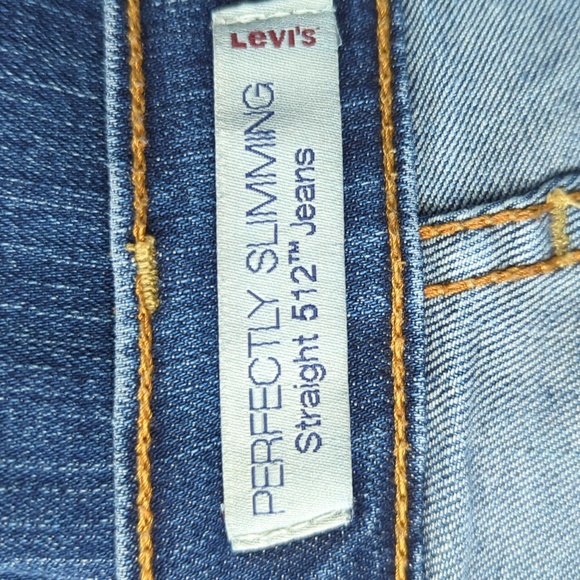 Levi's
PERFECTLY SLIMMING
Straight 512™ Jeans